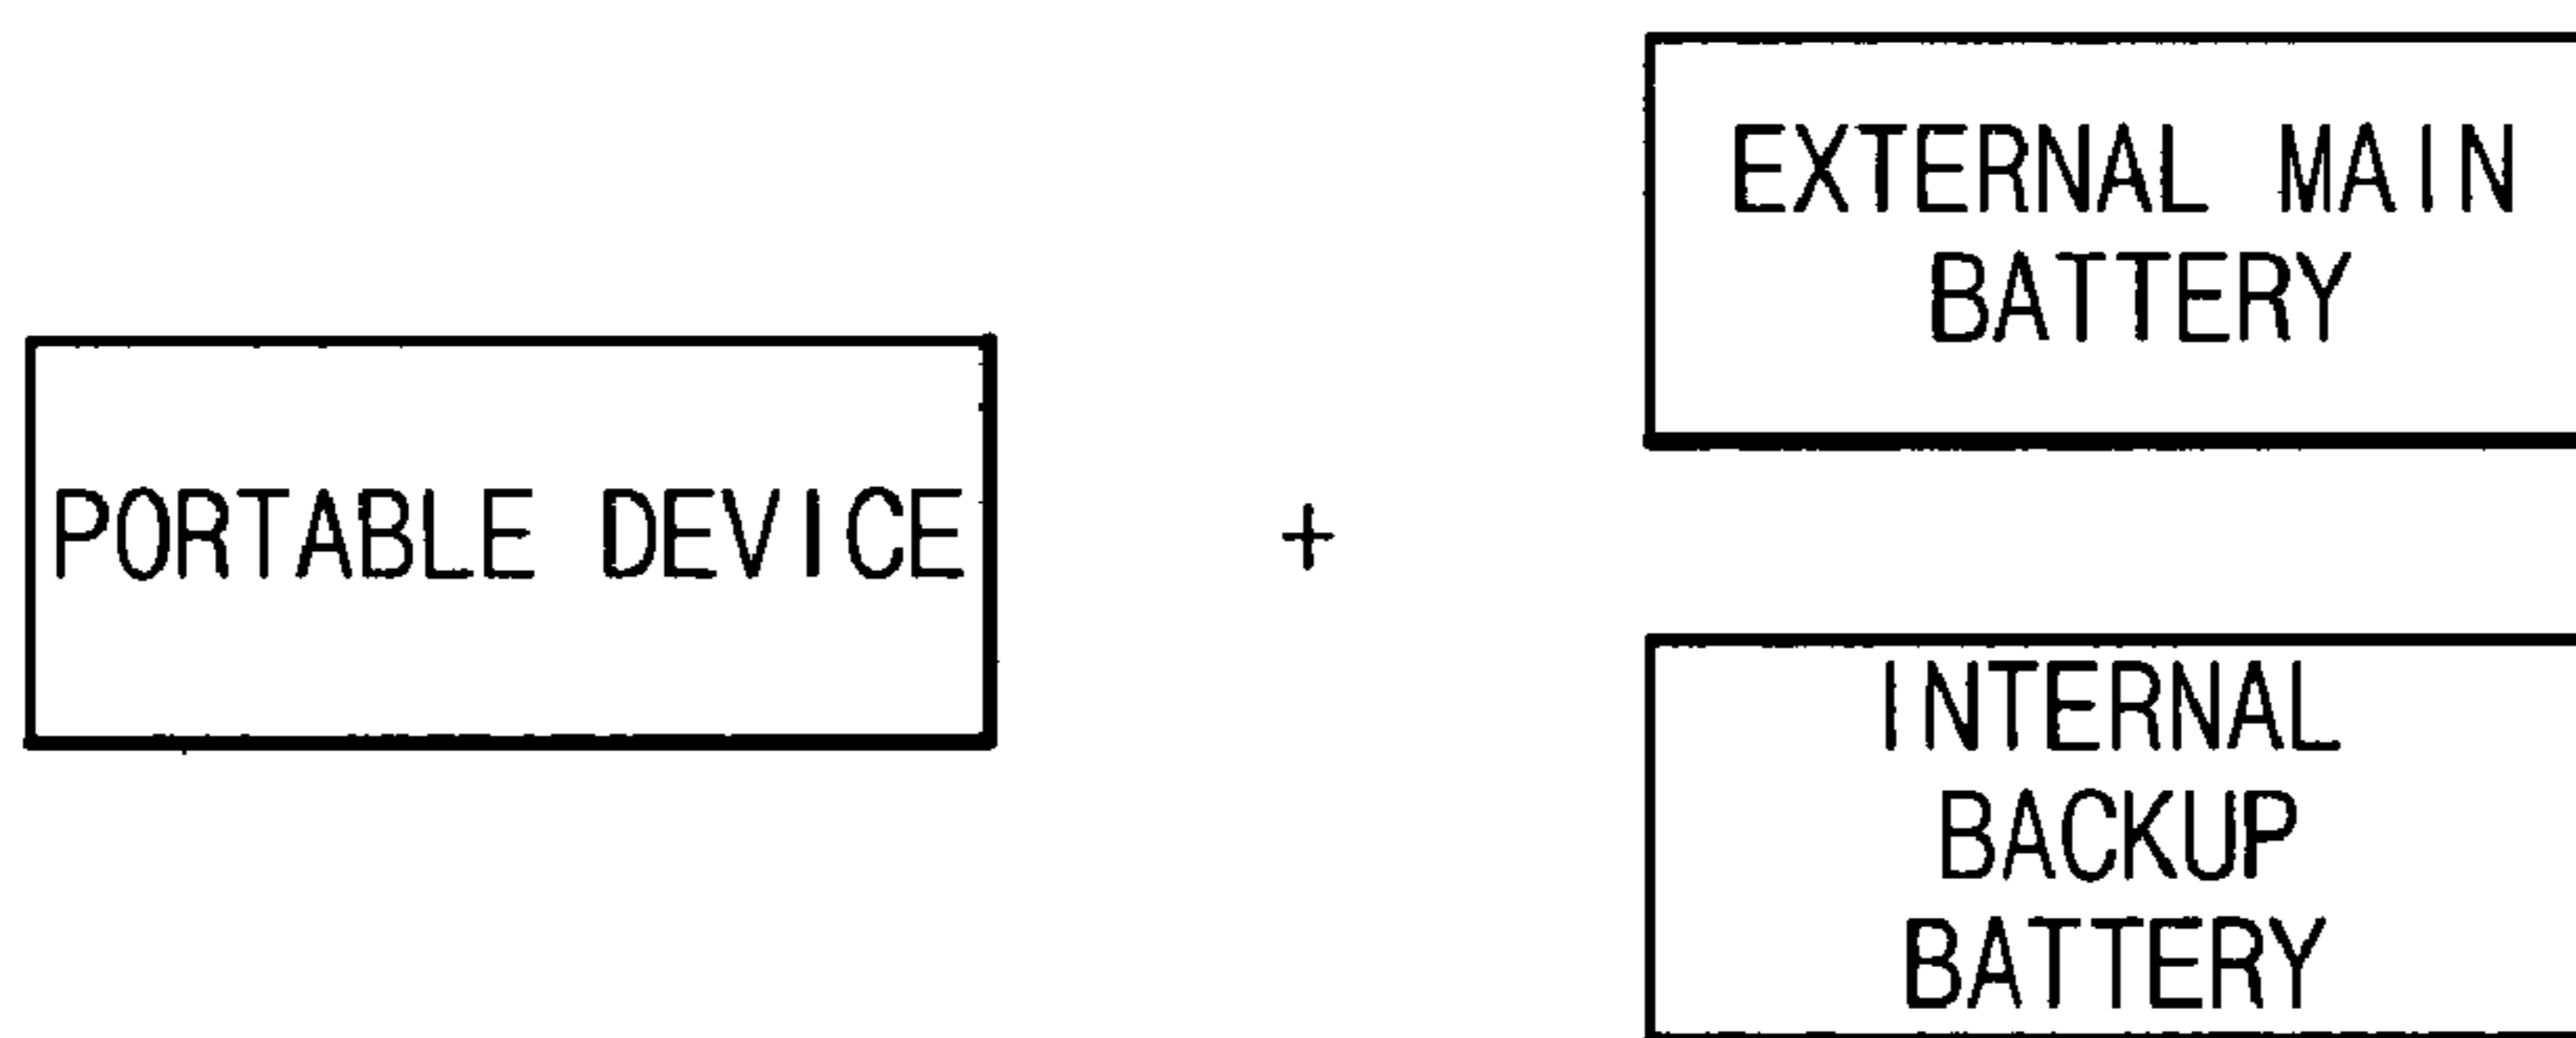 PORTABLE DEVICE
+
EXTERNAL MAIN
BATTERY
INTERNAL
BACKUP
BATTERY